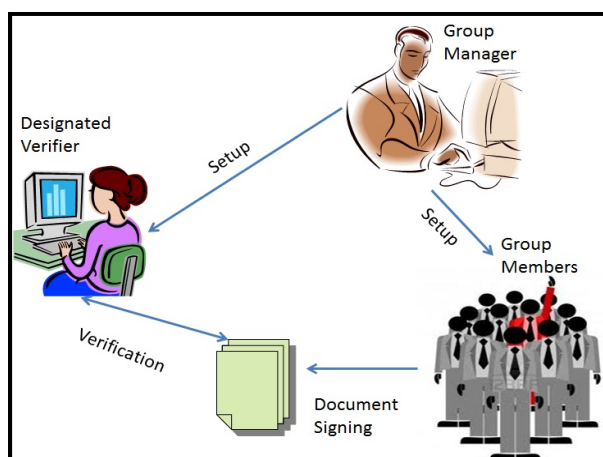 Group
Manager
Designated
Verifier
Setup
Setup
Group
Members
Verification
Document
Signing